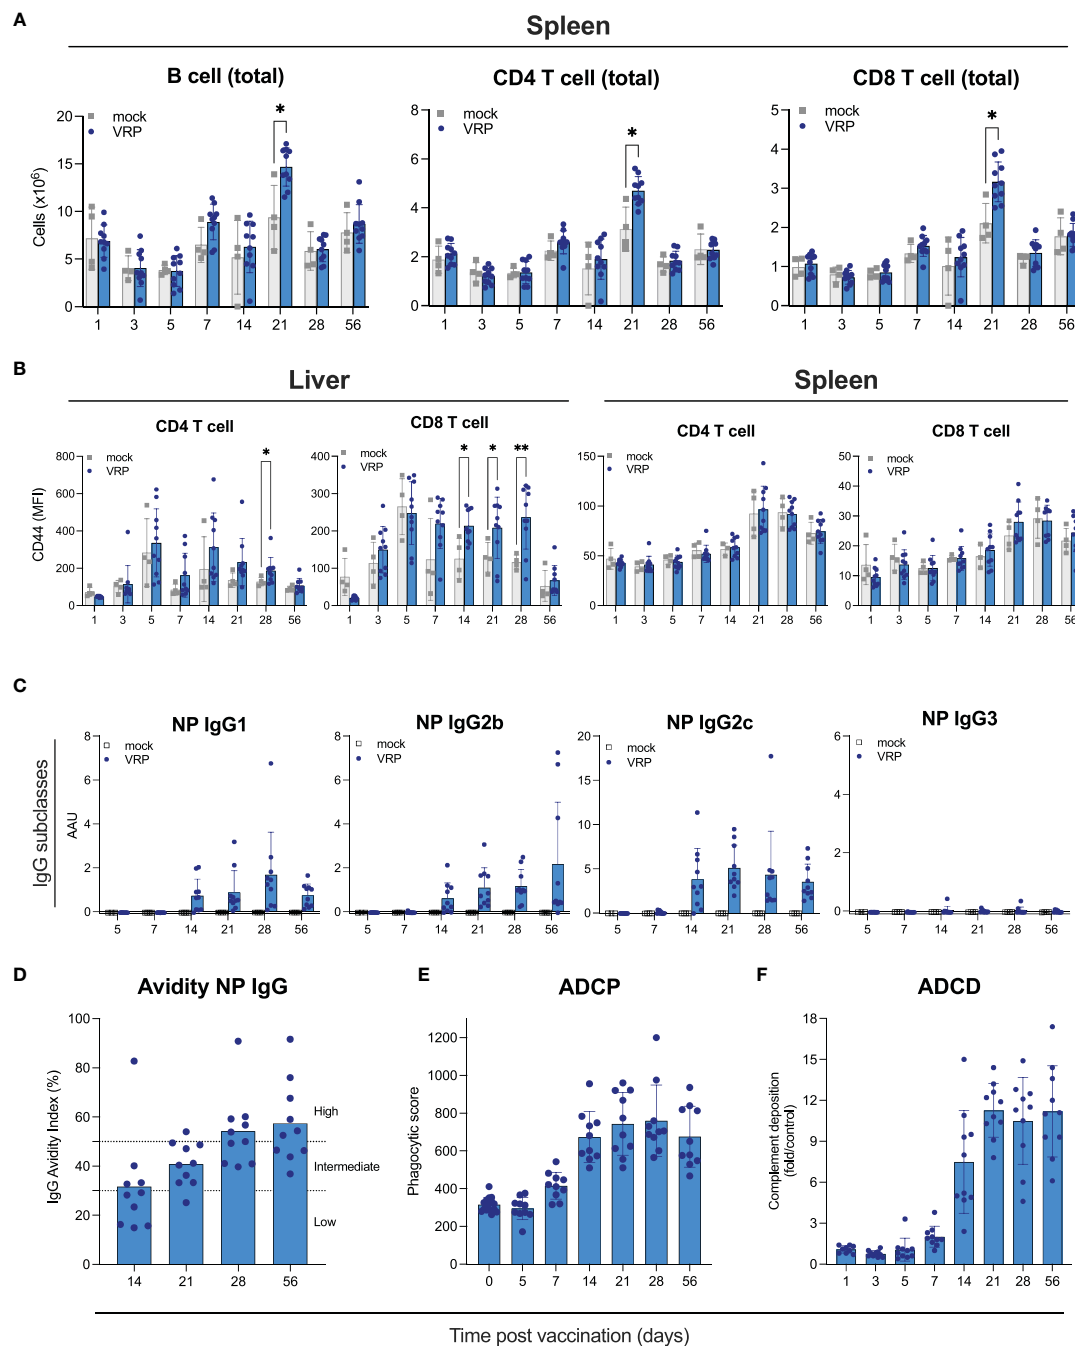 A
Spleen
B cell (total)
CD4 T cell (total)
CD8 T cell (total)
mock
VRP
*
mock
VRP
*
mock
VRP
*
Cells (x10⁶)
20
15
10
5
0
8
6
4
2
0
5
4
3
2
1
0
1 3 5 7 14 21 28 56
1 3 5 7 14 21 28 56
1 3 5 7 14 21 28 56
B
Liver
Spleen
CD4 T cell
CD8 T cell
CD4 T cell
CD8 T cell
mock
VRP
*
mock
VRP
* * **
mock
VRP
mock
VRP
CD44 (MFI)
800
600
400
200
0
400
300
200
100
0
150
100
50
0
50
40
30
20
10
0
1 3 5 7 14 21 28 56
1 3 5 7 14 21 28 56
1 3 5 7 14 21 28 56
1 3 5 7 14 21 28 56
C
NP IgG1
NP IgG2b
NP IgG2c
NP IgG3
mock
VRP
mock
VRP
mock
VRP
mock
VRP
IgG subclasses
AAU
8
6
4
2
0
8
6
4
2
0
20
15
10
5
0
6
4
2
0
5 7 14 21 28 56
5 7 14 21 28 56
5 7 14 21 28 56
5 7 14 21 28 56
D
Avidity NP IgG
IgG Avidity Index (%)
100
80
60
40
20
0
High
Intermediate
Low
14 21 28 56
E
ADCP
Phagocytic score
1200
1000
800
600
400
200
0
0 5 7 14 21 28 56
F
ADCD
Complement deposition
(fold/control)
18
15
12
9
6
3
0
1 3 5 7 14 21 28 56
Time post vaccination (days)